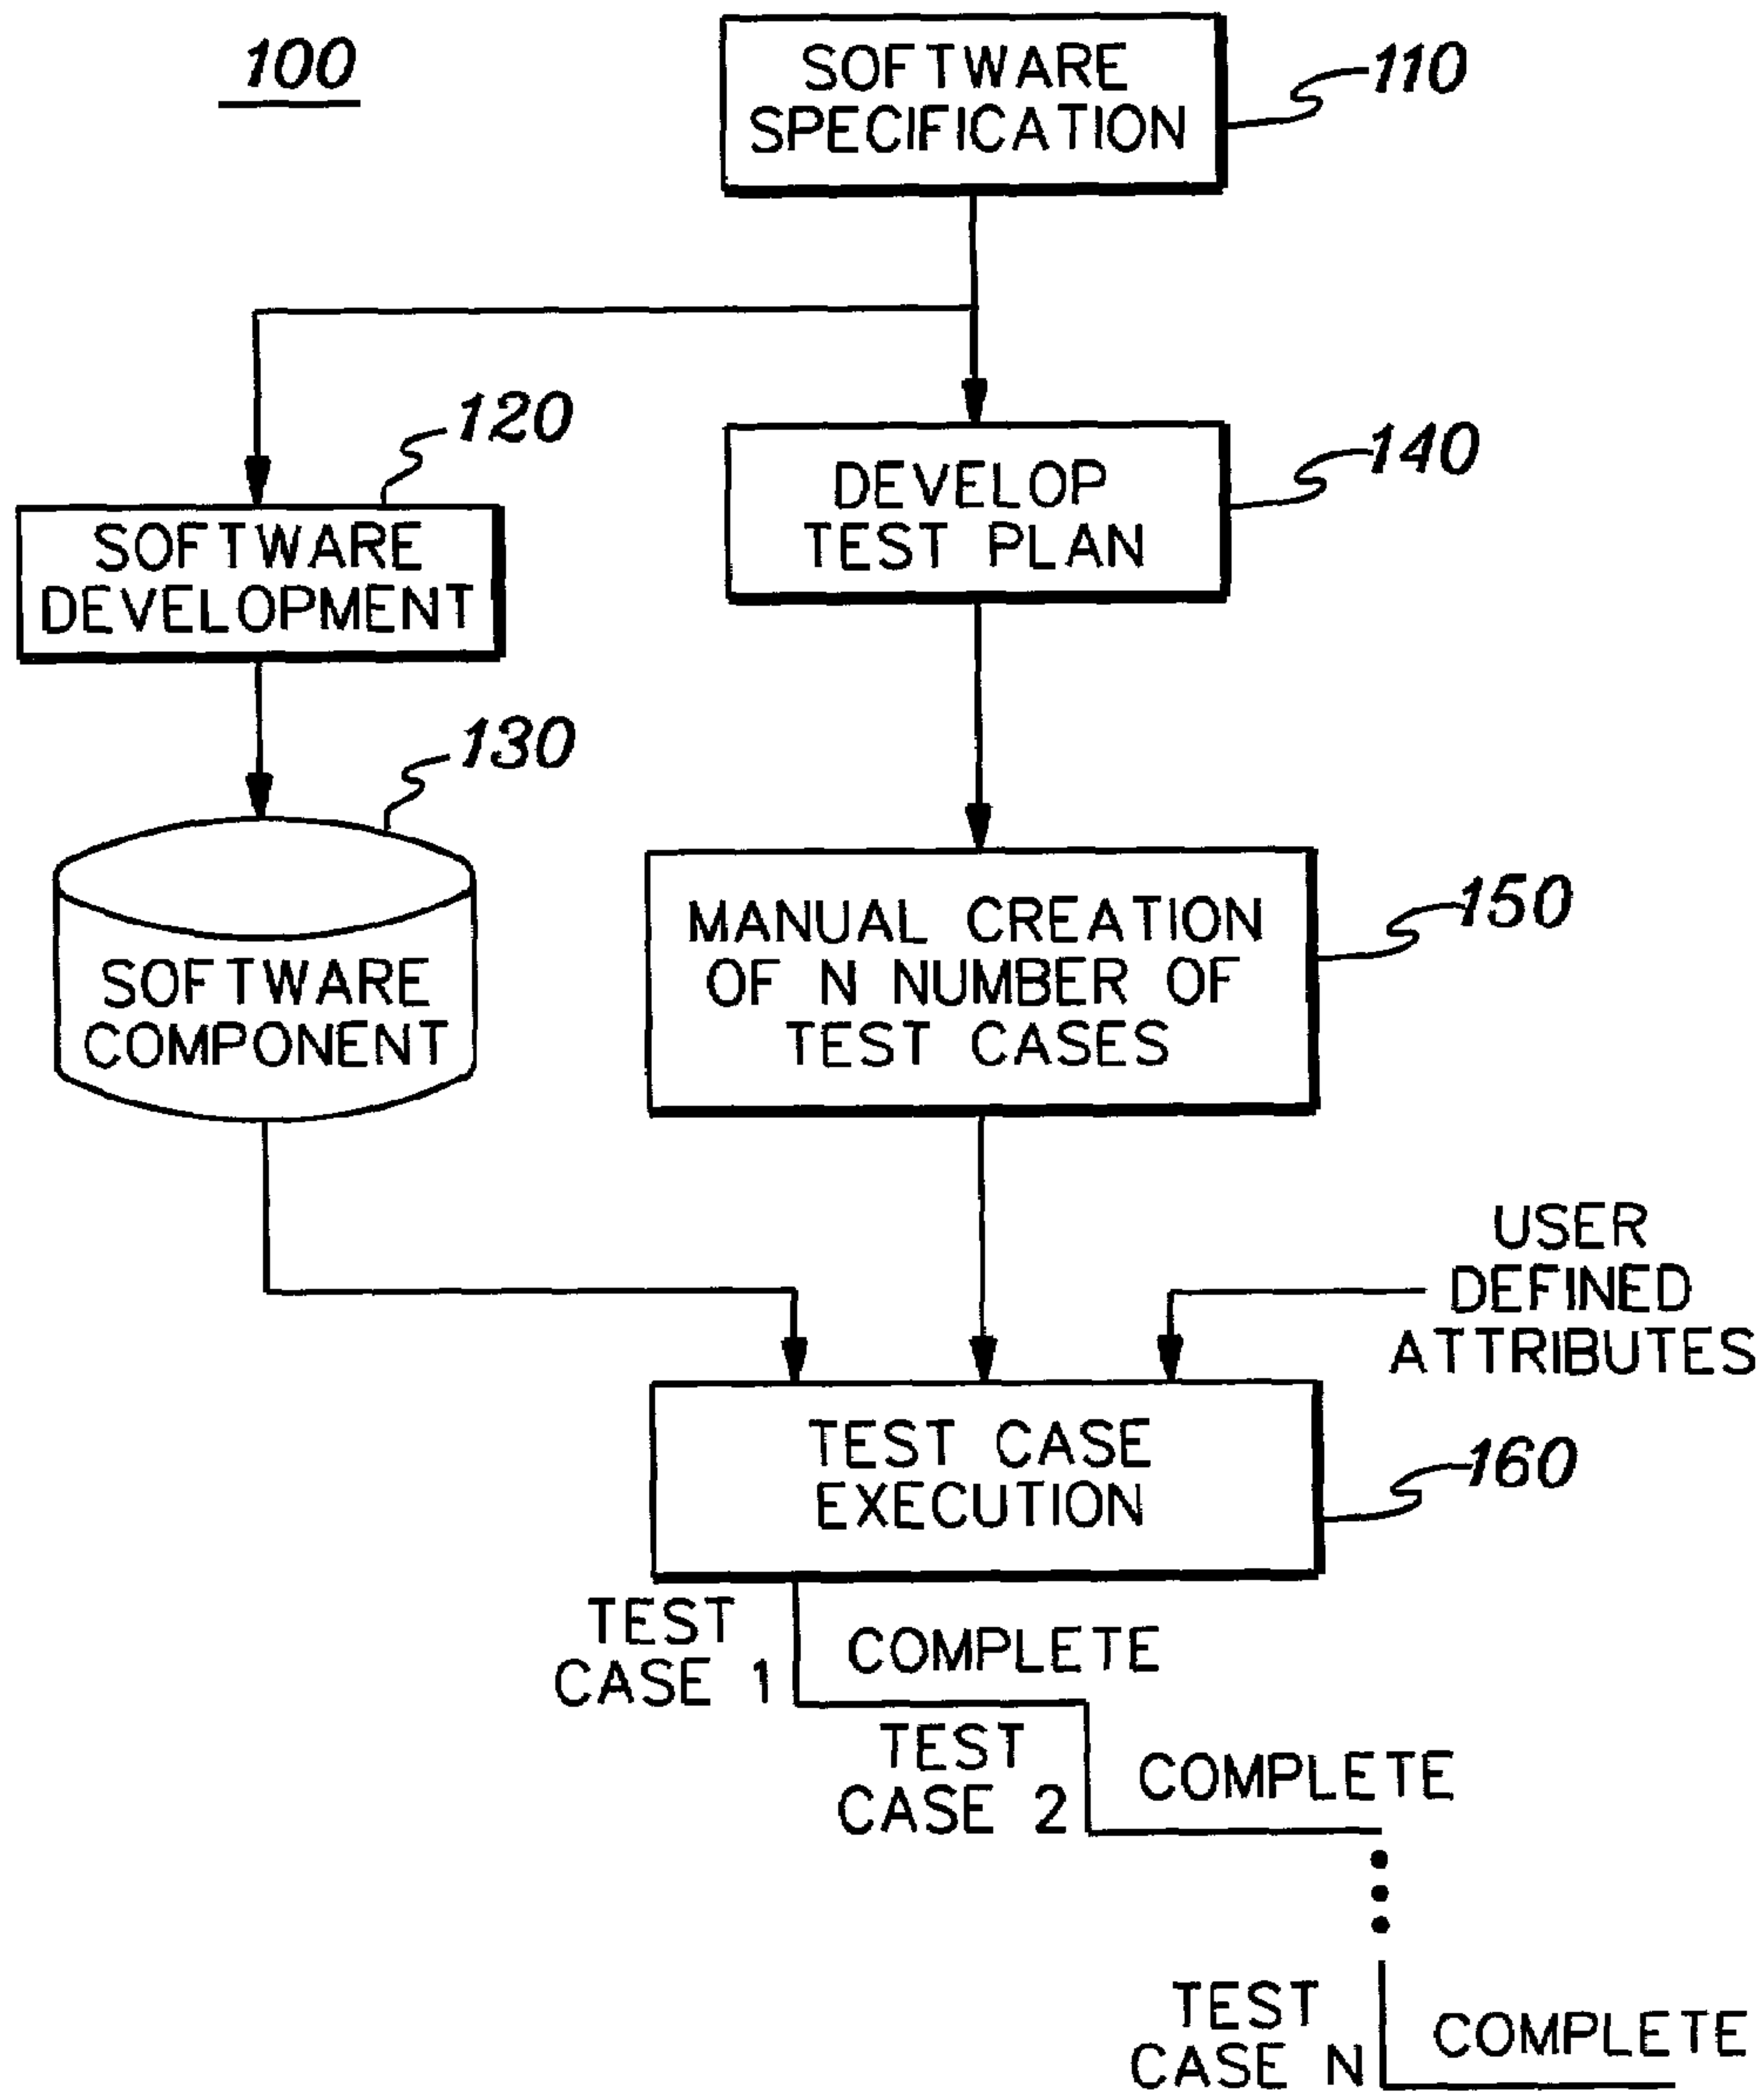 100
SOFTWARE
SPECIFICATION
110
120
SOFTWARE
DEVELOPMENT
DEVELOP
TEST PLAN
140
130
SOFTWARE
COMPONENT
MANUAL CREATION
OF N NUMBER OF
TEST CASES
150
USER
DEFINED
ATTRIBUTES
TEST CASE
EXECUTION
160
TEST
CASE 1
COMPLETE
TEST
CASE 2
COMPLETE
TEST
CASE N
COMPLETE